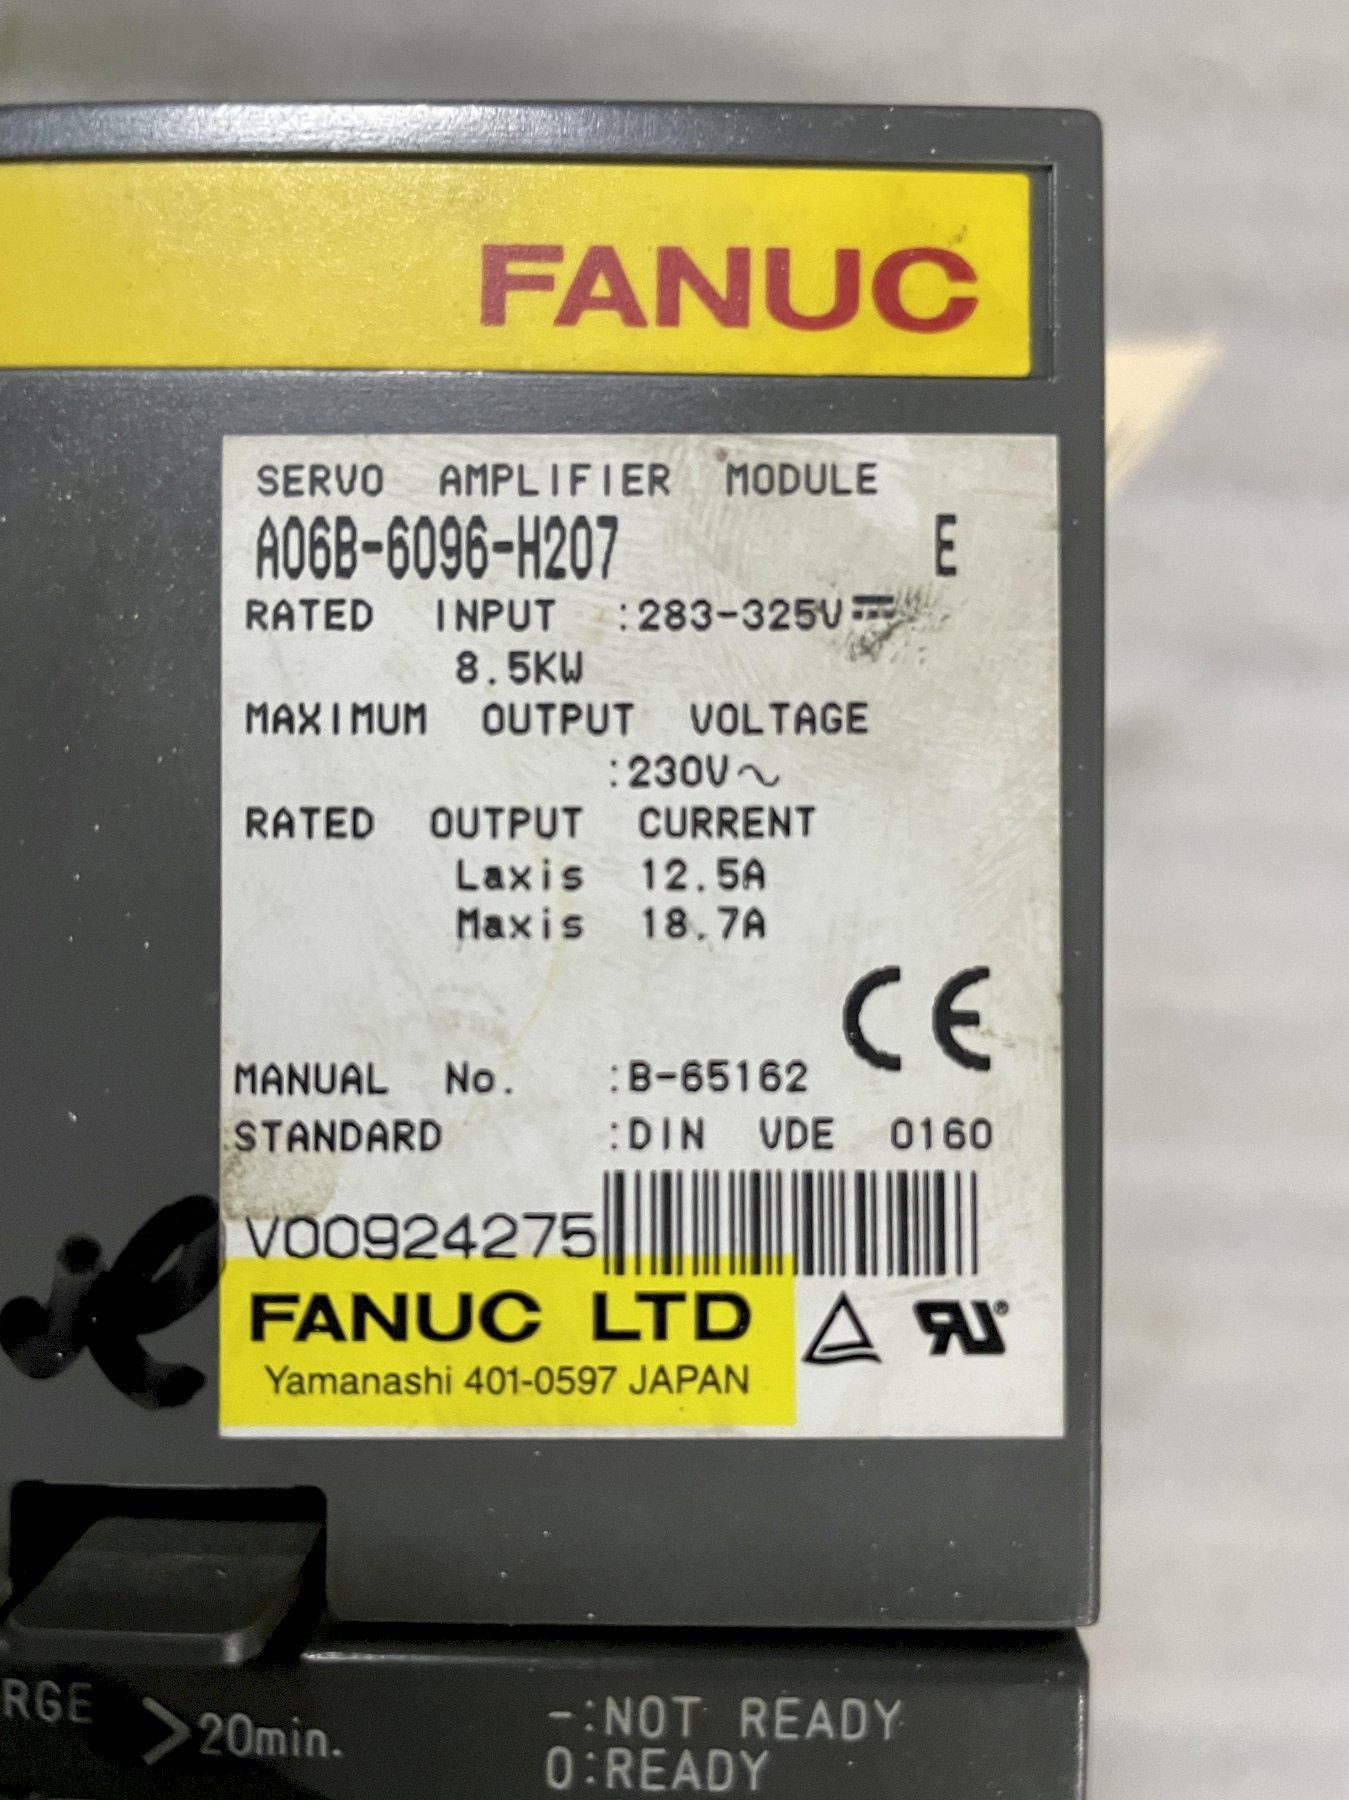 FANUC
SERVO AMPLIFIER MODULE
A06B-6096-H207 E
RATED INPUT :283-325V⎓
8.5KW
MAXIMUM OUTPUT VOLTAGE
:230V~
RATED OUTPUT CURRENT
Laxis 12.5A
Maxis 18.7A
CE
MANUAL No. :B-65162
STANDARD :DIN VDE 0160
V00924275
FANUC LTD
Yamanashi 401-0597 JAPAN
RU®
RGE >20min.
-:NOT READY
0:READY